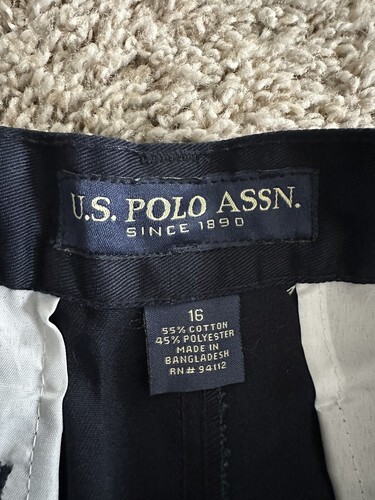 U.S. POLO ASSN.
SINCE 1890
16
55% COTTON
45% POLYESTER
MADE IN
BANGLADESH
RN# 94112